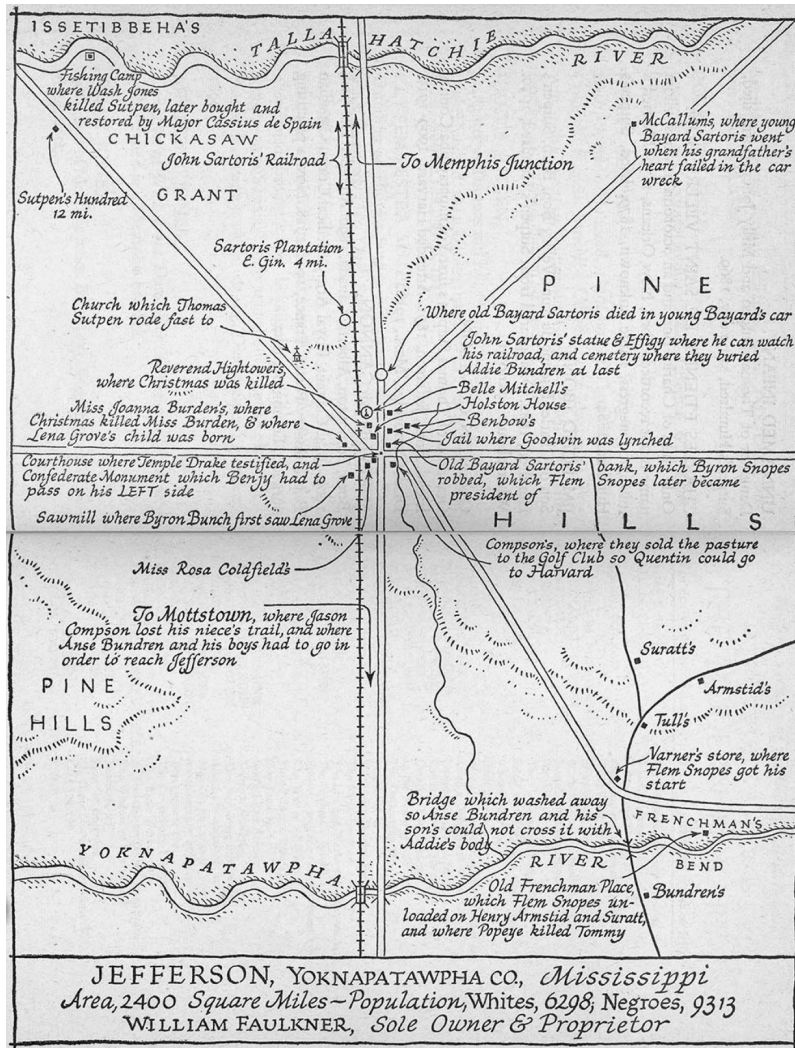 ISSETIBBEHA'S
TALLA HATCHIE
RIVER
Fishing Camp
where Wash Jones
killed Sutpen, later bought and
restored by Major Cassius de Spain
CHICKASAW
GRANT
John Sartoris' Railroad
To Memphis Junction
McCallum's, where young
Bayard Sartoris went
when his grandfather's
heart failed in the car
wreck
Sutpen's Hundred
12 mi.
Sartoris Plantation
& Gin. 4 mi.
PINE
Church which Thomas
Sutpen rode fast to
Where old Bayard Sartoris died in young Bayard's car
John Sartoris' statue & Effigy where he can watch
his railroad, and cemetery where they buried
Addie Bundren at last
Reverend Hightower's,
where Christmas was killed
Belle Mitchell's
Holston House
Benbow's
Jail where Goodwin was lynched
Miss Joanna Burden's, where
Christmas killed Miss Burden, & where
Lena Grove's child was born
Courthouse where Temple Drake testified, and
Confederate Monument which Benjy had to
pass on his LEFT side
Old Bayard Sartoris' bank, which Byron Snopes
robbed, which Flem Snopes later became
president of
Sawmill where Byron Bunch first saw Lena Grove
HILLS
Miss Rosa Coldfield's
Compson's, where they sold the pasture
to the Golf Club so Quentin could go
to Harvard
To Mottstown, where Jason
Compson lost his niece's trail, and where
Anse Bundren and his boys had to go in
order to reach Jefferson
PINE
HILLS
Suratt's
Armstid's
Tull's
Varner's store, where
Flem Snopes got his
start
Bridge which washed away
so Anse Bundren and his
son's could not cross it with
Addie's body
FRENCHMAN'S
BEND
YOKNAPATAWPHA
RIVER
Old Frenchman Place,
which Flem Snopes un-
loaded on Henry Armstid and Suratt,
and where Popeye killed Tommy
Bundren's
JEFFERSON, YOKNAPATAWPHA CO., Mississippi
Area, 2400 Square Miles—Population, Whites, 6298; Negroes, 9313
WILLIAM FAULKNER, Sole Owner & Proprietor